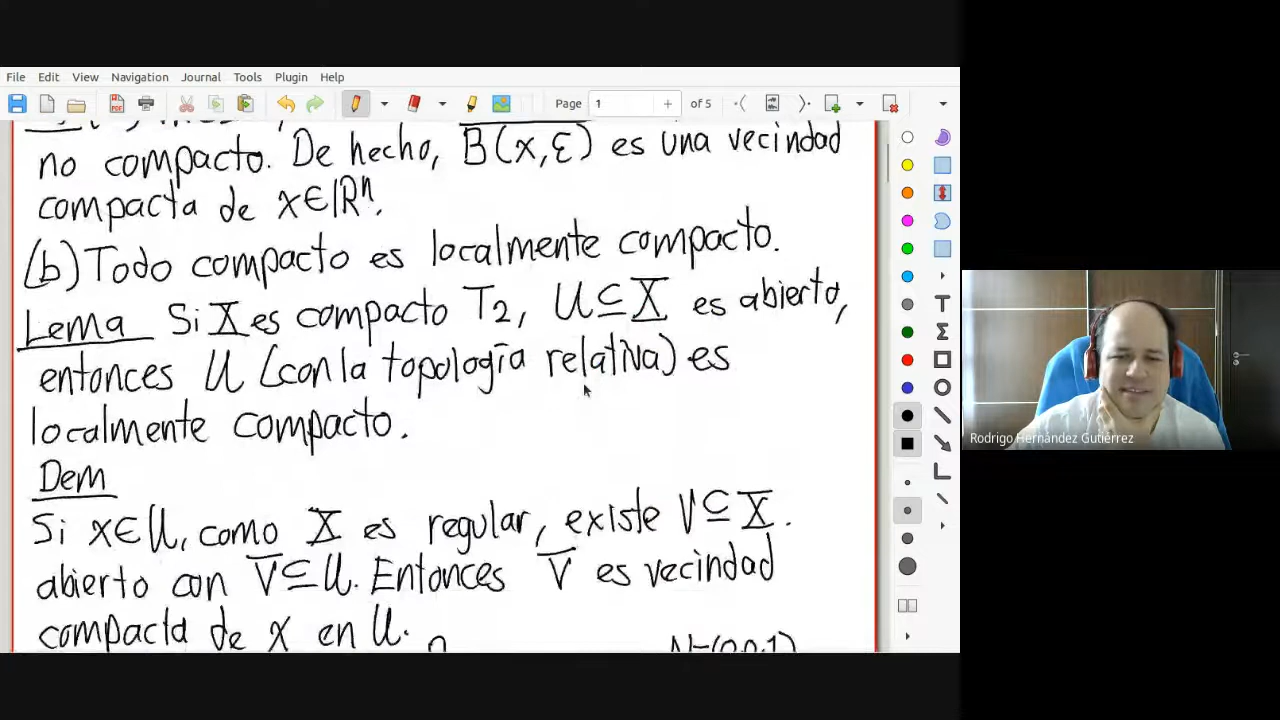 File Edit View Navigation Journal Tools Plugin Help
Page 1 of 5
no compacto. De hecho, B(x,ε) es una vecindad
compacta de x∈ℝⁿ.
(b) Todo compacto es localmente compacto.
Lema Si X es compacto T₂, U⊆X es abierto,
entonces U (con la topología relativa) es
localmente compacto.
Dem
Si x∈U, como X es regular, existe V⊆X
abierto con V̅⊆U. Entonces V̅ es vecindad
compacta de x en U.
N=(0,0,1)
Rodrigo Hernández Gutiérrez